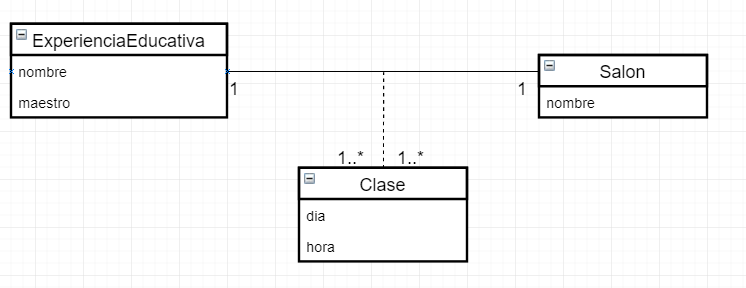 ExperienciaEducativa
nombre
maestro
1
1
Salon
nombre
1..*
1..*
Clase
dia
hora